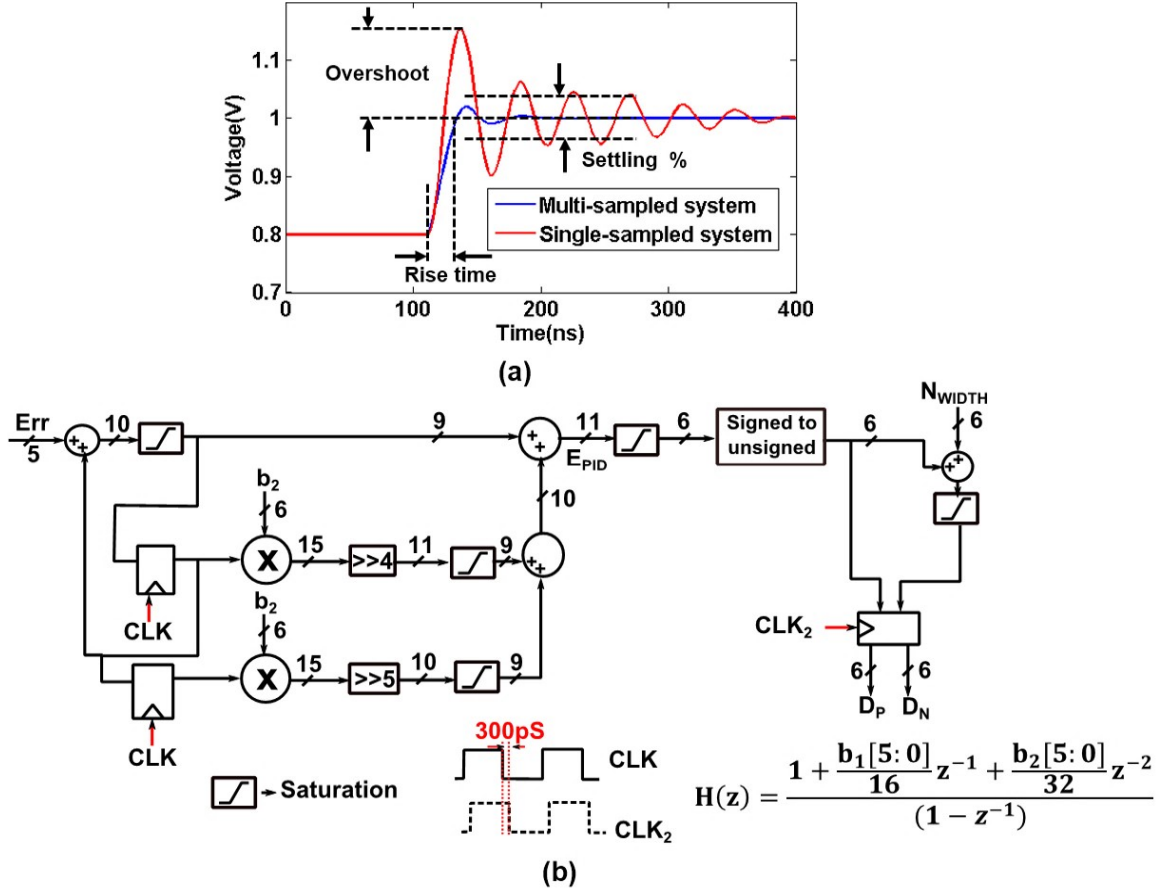 Overshoot
Settling %
Multi-sampled system
Single-sampled system
Rise time
Voltage(V)
1.1
1
0.9
0.8
0.7
0
100
200
300
400
Time(ns)
(a)
Err
5
10
9
11
E_PID
6
Signed to
unsigned
6
N_WIDTH
6
b₂
6
10
X
15
>>4
11
9
CLK
b₂
6
X
15
>>5
10
9
CLK
CLK₂
6
6
D_P
D_N
300pS
CLK
CLK₂
Saturation
H(z) = (1 + b₁[5:0]/16 z⁻¹ + b₂[5:0]/32 z⁻²) / (1 − z⁻¹)
(b)